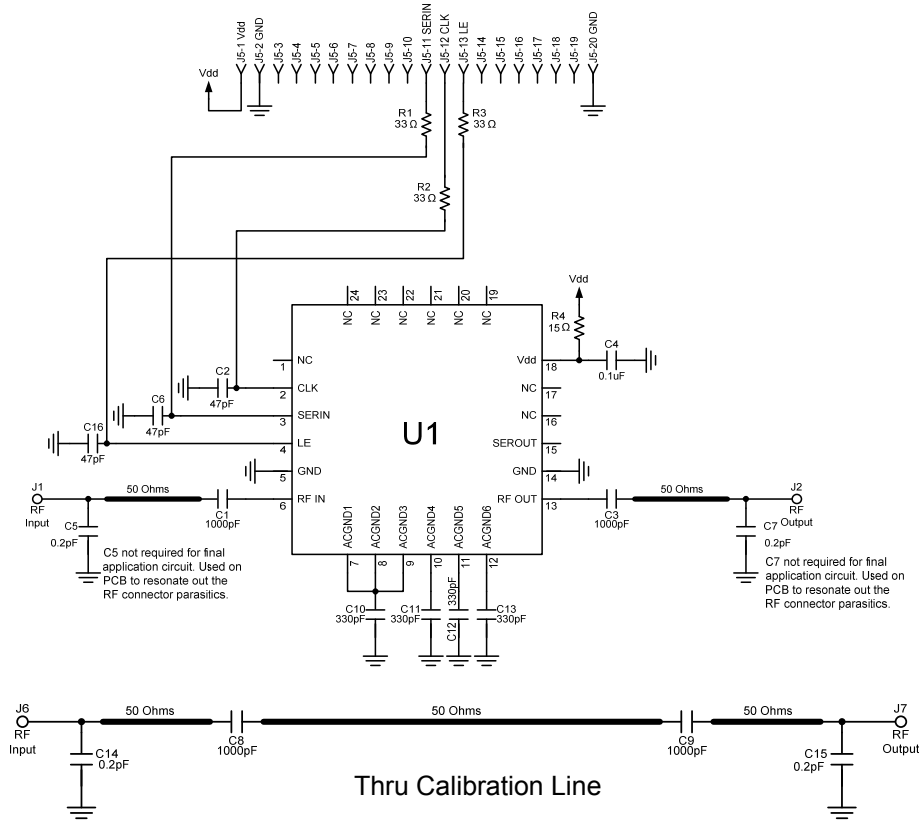 J5-1 Vdd
J5-2 GND
J5-3
J5-4
J5-5
J5-6
J5-7
J5-8
J5-9
J5-10
J5-11 SERIN
J5-12 CLK
J5-13 LE
J5-14
J5-15
J5-16
J5-17
J5-18
J5-19
J5-20 GND
Vdd
R1
33 Ω
R3
33 Ω
R2
33 Ω
Vdd
R4
15 Ω
C4
0.1uF
24
23
22
21
20
19
NC
NC
NC
NC
NC
NC
NC
1
CLK
2
SERIN
3
LE
4
GND
5
RF IN
6
U1
Vdd
18
NC
17
NC
16
SEROUT
15
GND
14
RF OUT
13
C2
47pF
C6
47pF
C16
47pF
J1
RF
Input
50 Ohms
C1
1000pF
C5
0.2pF
C5 not required for final
application circuit. Used on
PCB to resonate out the
RF connector parasitics.
ACGND1
ACGND2
ACGND3
ACGND4
ACGND5
ACGND6
7
8
9
10
11
12
C10
330pF
C11
330pF
C12
330pF
C13
330pF
C3
1000pF
50 Ohms
J2
RF
Output
C7
0.2pF
C7 not required for final
application circuit. Used on
PCB to resonate out the
RF connector parasitics.
J6
RF
Input
50 Ohms
C8
1000pF
50 Ohms
C9
1000pF
50 Ohms
J7
RF
Output
C14
0.2pF
C15
0.2pF
Thru Calibration Line